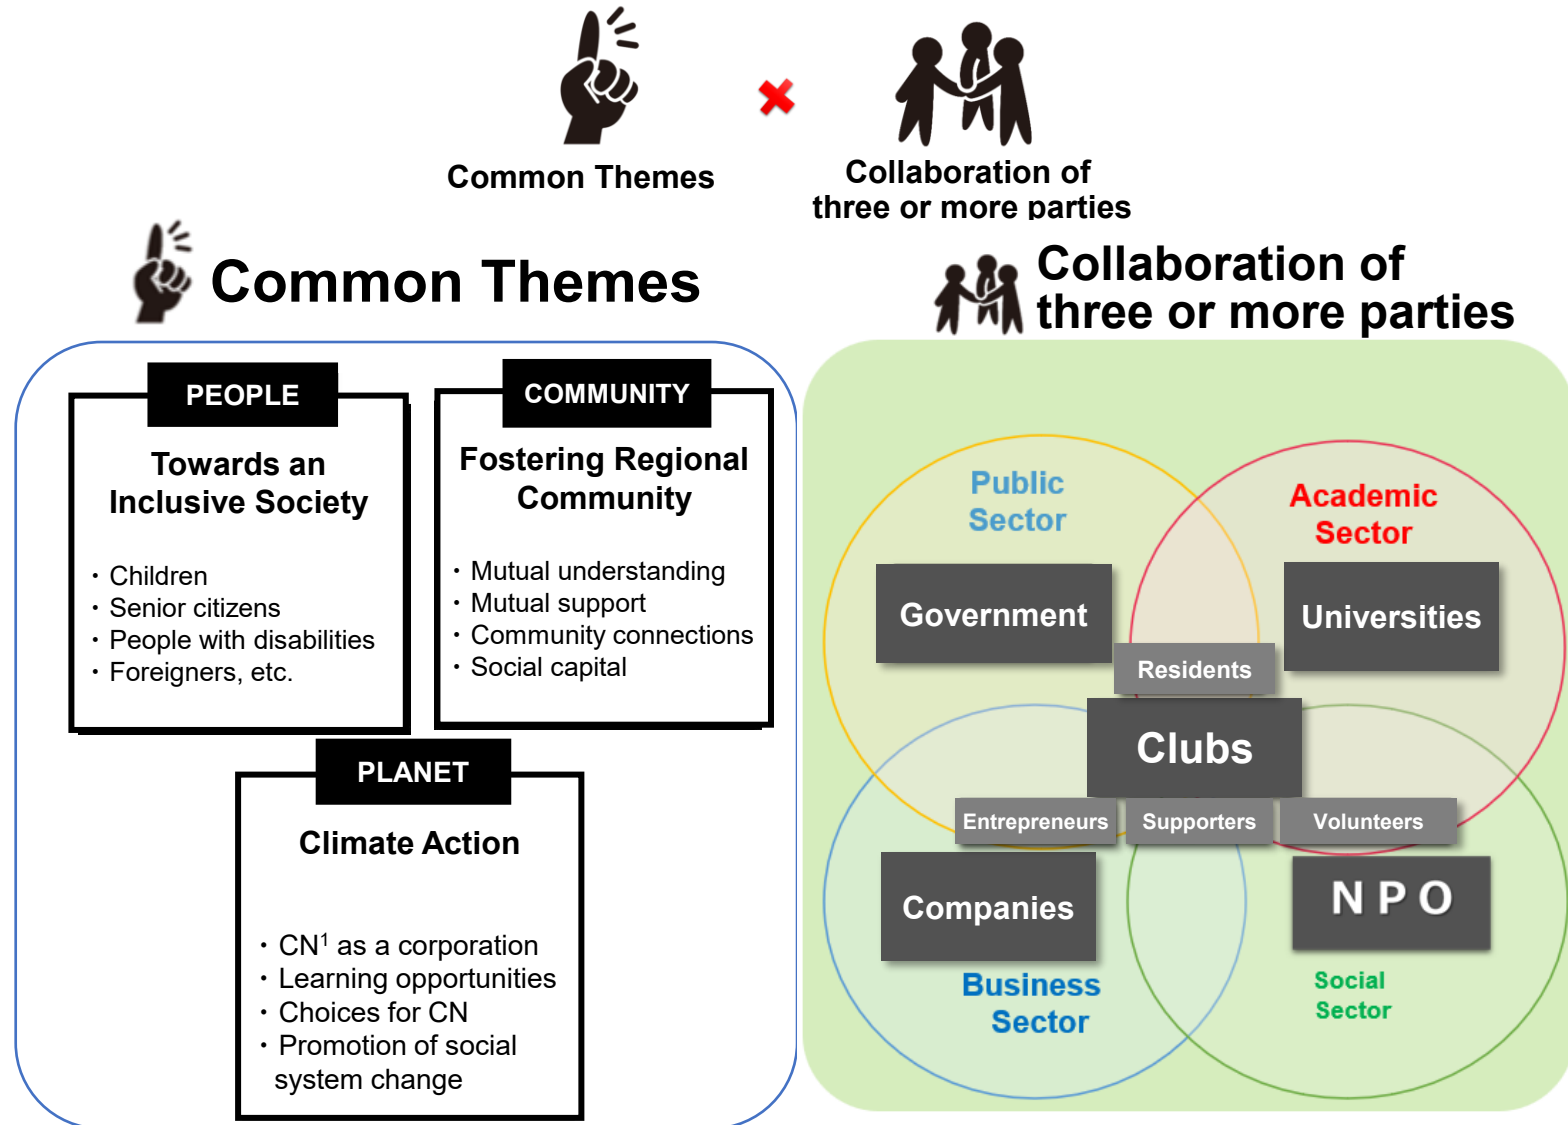 Common Themes
Collaboration of
three or more parties
Common Themes
PEOPLE
Towards an
Inclusive Society
・Children
・Senior citizens
・People with disabilities
・Foreigners, etc.
COMMUNITY
Fostering Regional
Community
・Mutual understanding
・Mutual support
・Community connections
・Social capital
PLANET
Climate Action
・CN¹ as a corporation
・Learning opportunities
・Choices for CN
・Promotion of social
system change
Collaboration of
three or more parties
Public
Sector
Academic
Sector
Government
Universities
Residents
Clubs
Entrepreneurs
Supporters
Volunteers
Companies
NPO
Business
Sector
Social
Sector